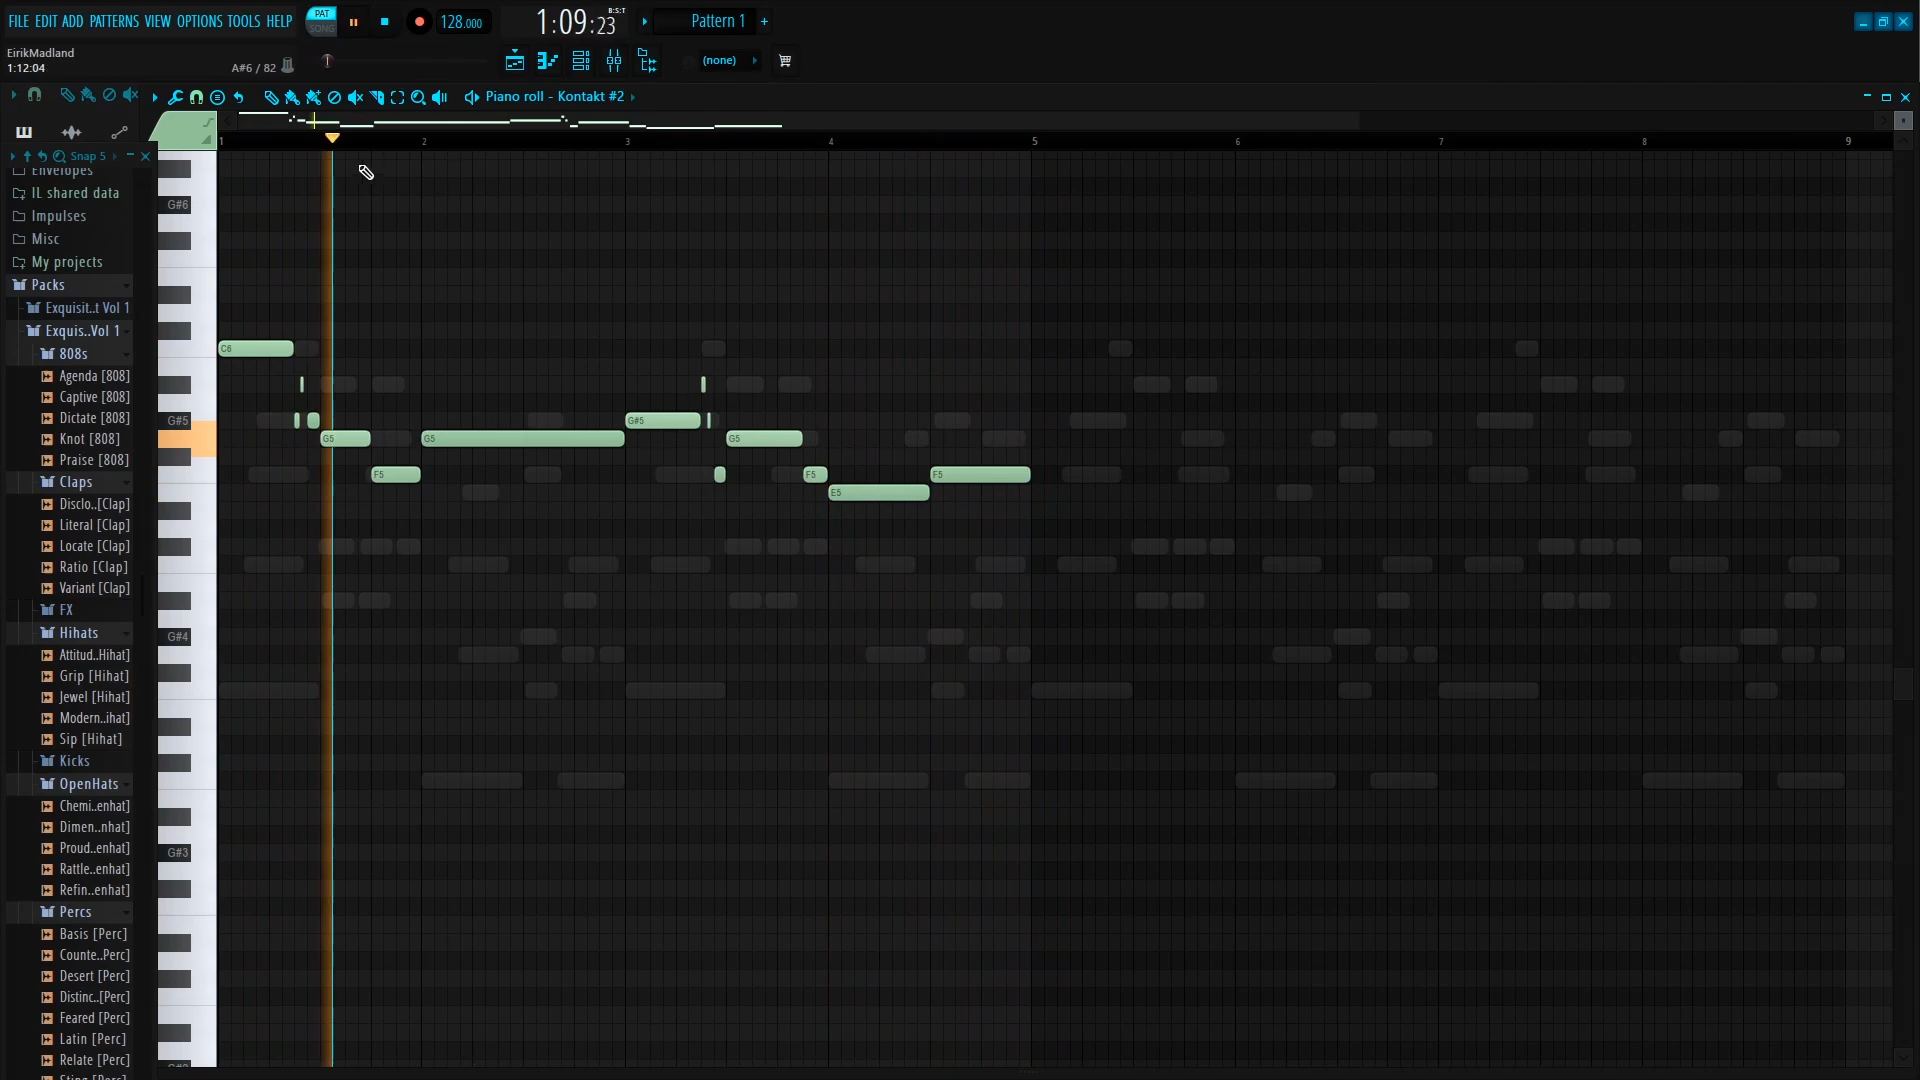 FILE EDIT ADD PATTERNS VIEW OPTIONS TOOLS HELP
PAT
SONG
128.000
1:09:23
B:S:T
Pattern 1
EirikMadland
1:12:04
A#6 / 82
(none)
Piano roll - Kontakt #2
1 2 3 4 5 6 7 8 9
Snap 5
Envelopes
IL shared data
Impulses
Misc
My projects
Packs
Exquisit..t Vol 1
Exquis..Vol 1
808s
Agenda [808]
Captive [808]
Dictate [808]
Knot [808]
Praise [808]
Claps
Disclo..[Clap]
Literal [Clap]
Locate [Clap]
Ratio [Clap]
Variant [Clap]
FX
Hihats
Attitud..Hihat]
Grip [Hihat]
Jewel [Hihat]
Modern..ihat]
Sip [Hihat]
Kicks
OpenHats
Chemi..enhat]
Dimen..nhat]
Proud..enhat]
Rattle..enhat]
Refin..enhat]
Percs
Basis [Perc]
Counte..Perc]
Desert [Perc]
Distinc..[Perc]
Feared [Perc]
Latin [Perc]
Relate [Perc]
G#6
G#5
G#4
G#3
C6
G#5
G5
G5
G5
F5
F5
F5
E5